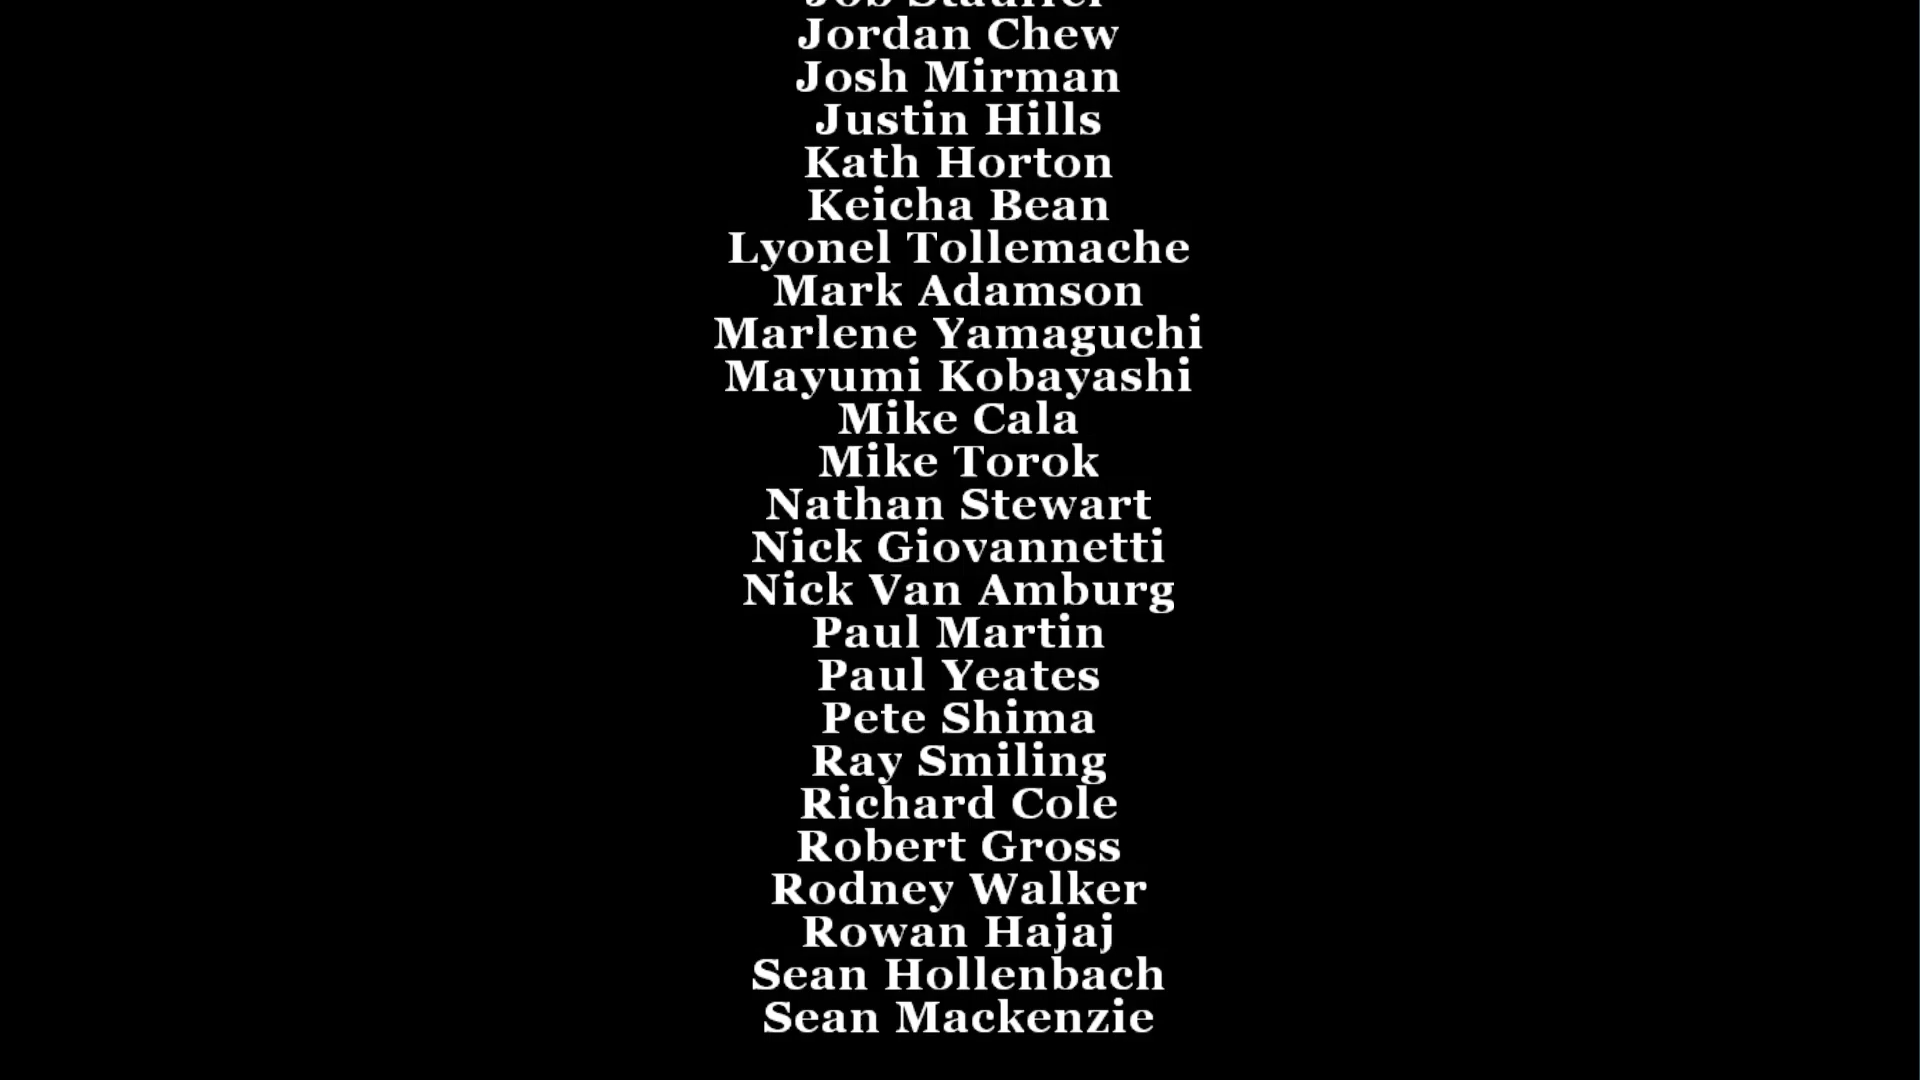 Job Stauffer
Jordan Chew
Josh Mirman
Justin Hills
Kath Horton
Keicha Bean
Lyonel Tollemache
Mark Adamson
Marlene Yamaguchi
Mayumi Kobayashi
Mike Cala
Mike Torok
Nathan Stewart
Nick Giovannetti
Nick Van Amburg
Paul Martin
Paul Yeates
Pete Shima
Ray Smiling
Richard Cole
Robert Gross
Rodney Walker
Rowan Hajaj
Sean Hollenbach
Sean Mackenzie